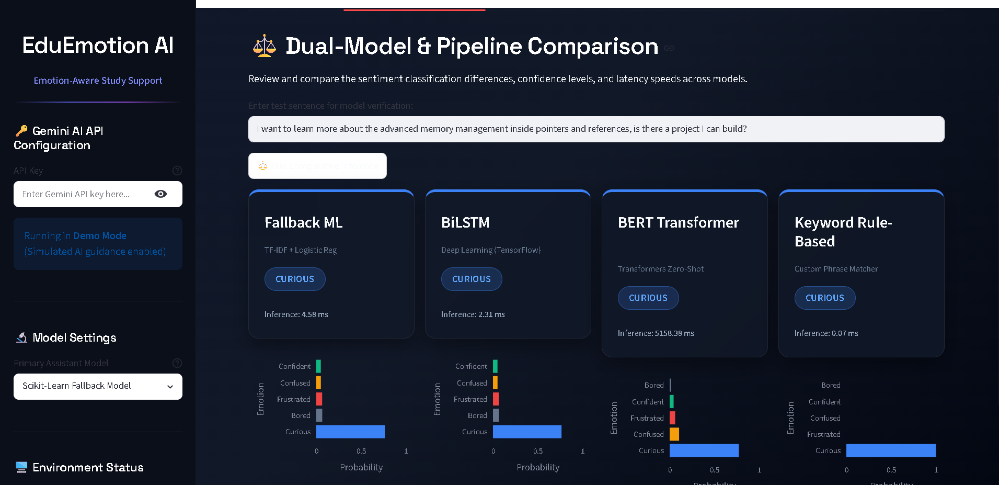 EduEmotion AI
Emotion-Aware Study Support
Gemini AI API
Configuration
API Key
Enter Gemini API key here...
Running in Demo Mode
(Simulated AI guidance enabled)
Model Settings
Primary Assistant Model
Scikit-Learn Fallback Model
Environment Status
Dual-Model & Pipeline Comparison
Review and compare the sentiment classification differences, confidence levels, and latency speeds across models.
Enter test sentence for model verification:
I want to learn more about the advanced memory management inside pointers and references, is there a project I can build?
Run Comparative Inference
Fallback ML
TF-IDF + Logistic Reg
CURIOUS
Inference: 4.58 ms
Confident
Confused
Frustrated
Bored
Curious
Emotion
0 0.5 1
Probability
BiLSTM
Deep Learning (TensorFlow)
CURIOUS
Inference: 2.31 ms
Confident
Confused
Frustrated
Bored
Curious
Emotion
0 0.5 1
Probability
BERT Transformer
Transformers Zero-Shot
CURIOUS
Inference: 5158.38 ms
Bored
Confident
Frustrated
Confused
Curious
Emotion
0 0.5 1
Probability
Keyword Rule-
Based
Custom Phrase Matcher
CURIOUS
Inference: 0.07 ms
Bored
Confident
Confused
Frustrated
Curious
Emotion
0 0.5 1
Probability